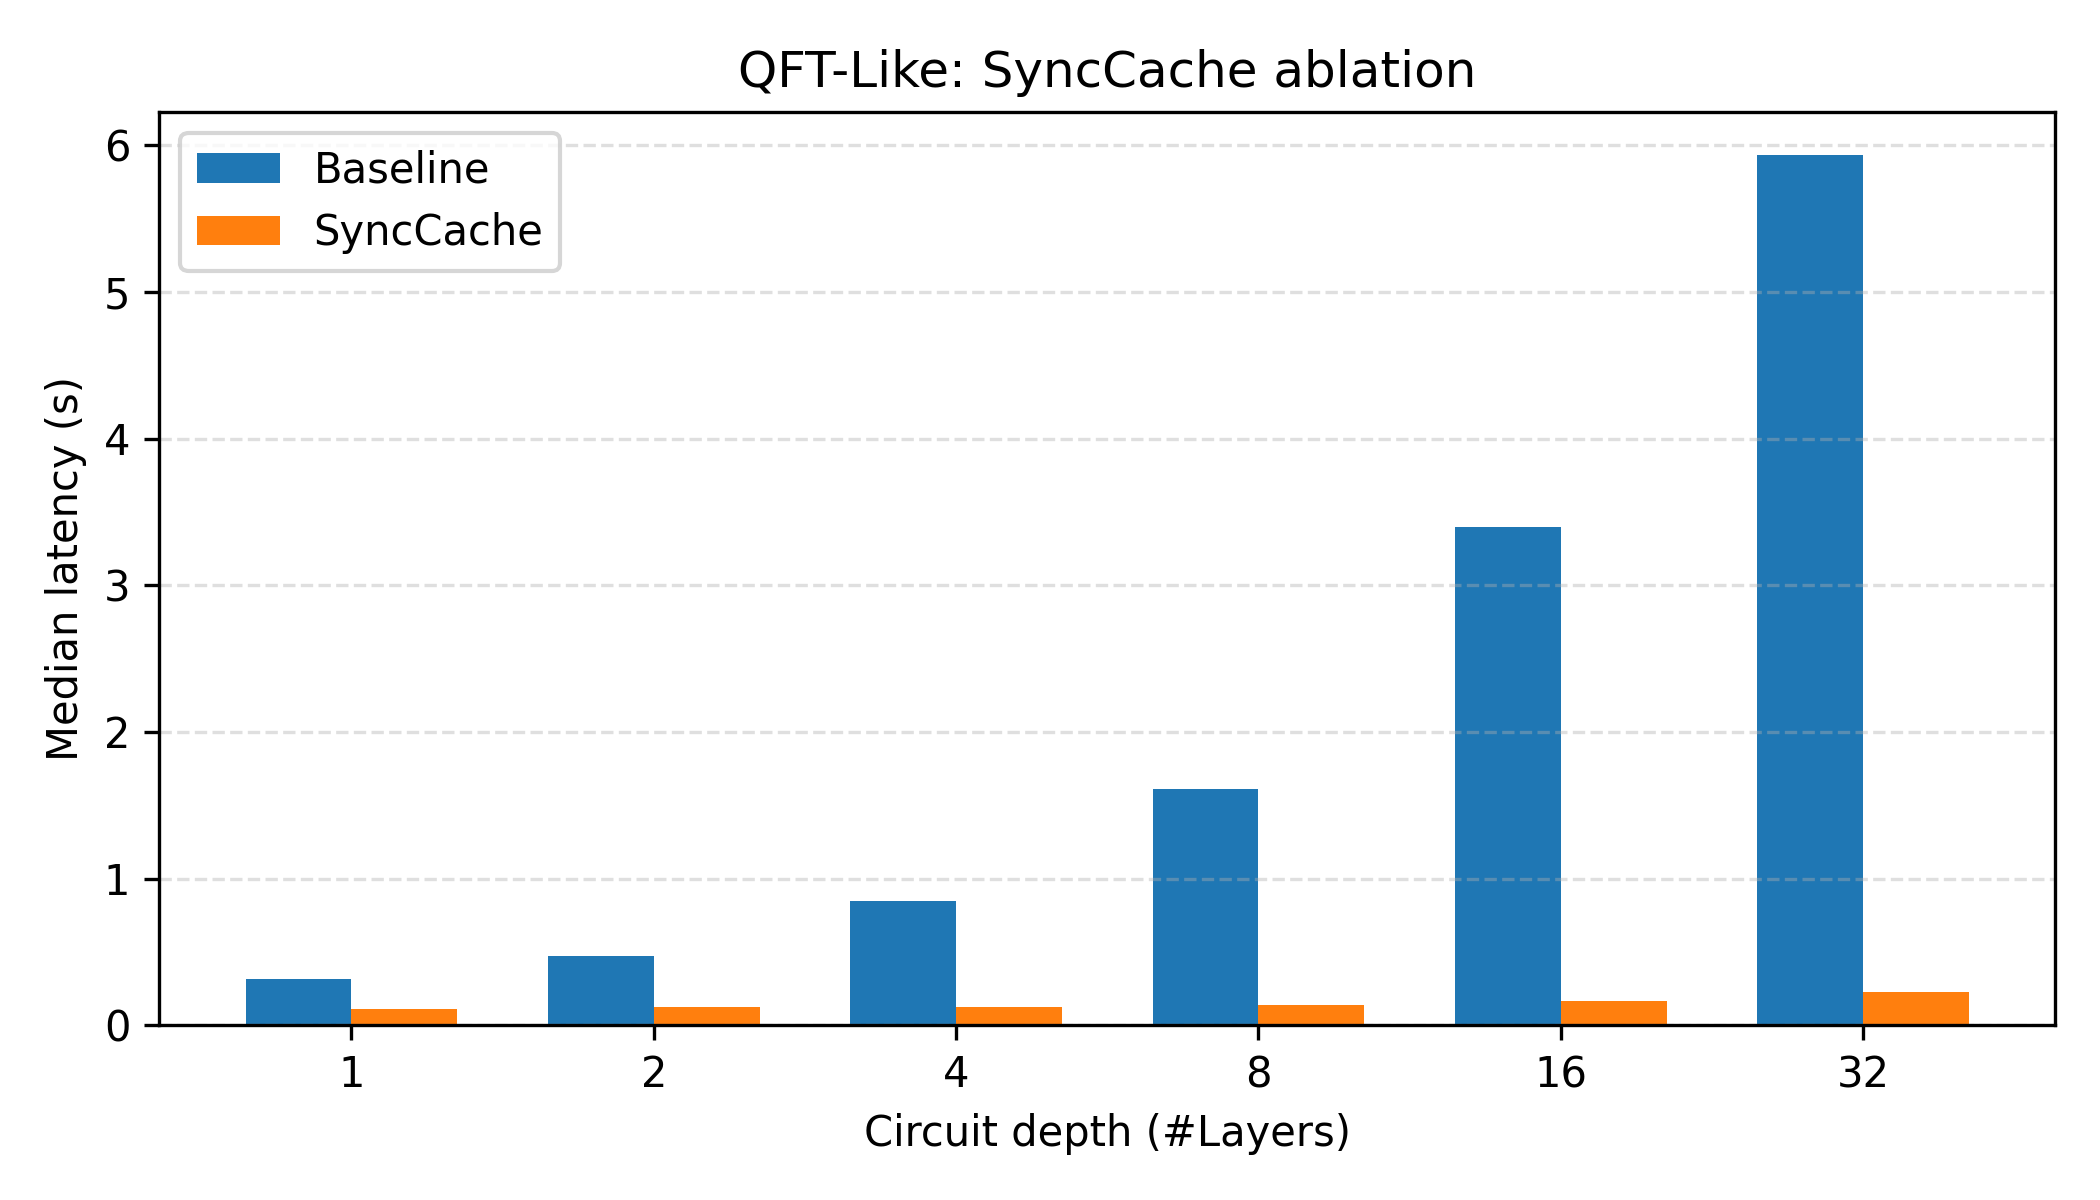 QFT-Like: SyncCache ablation
Baseline
SyncCache
Median latency (s)
6
5
4
3
2
1
0
1 2 4 8 16 32
Circuit depth (#Layers)